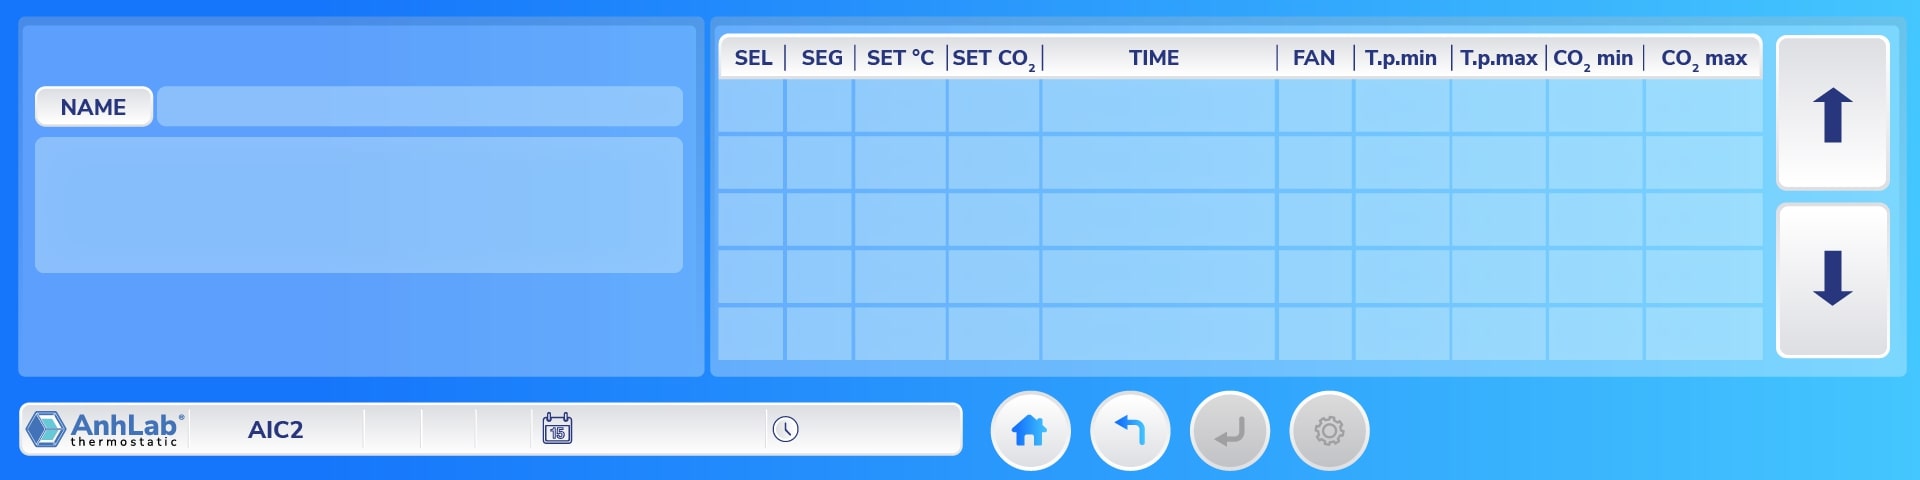 SEL SEG SET °C SET CO₂ TIME FAN T.p.min T.p.max CO₂ min CO₂ max
NAME
AnhLab®
thermostatic
AIC2
15